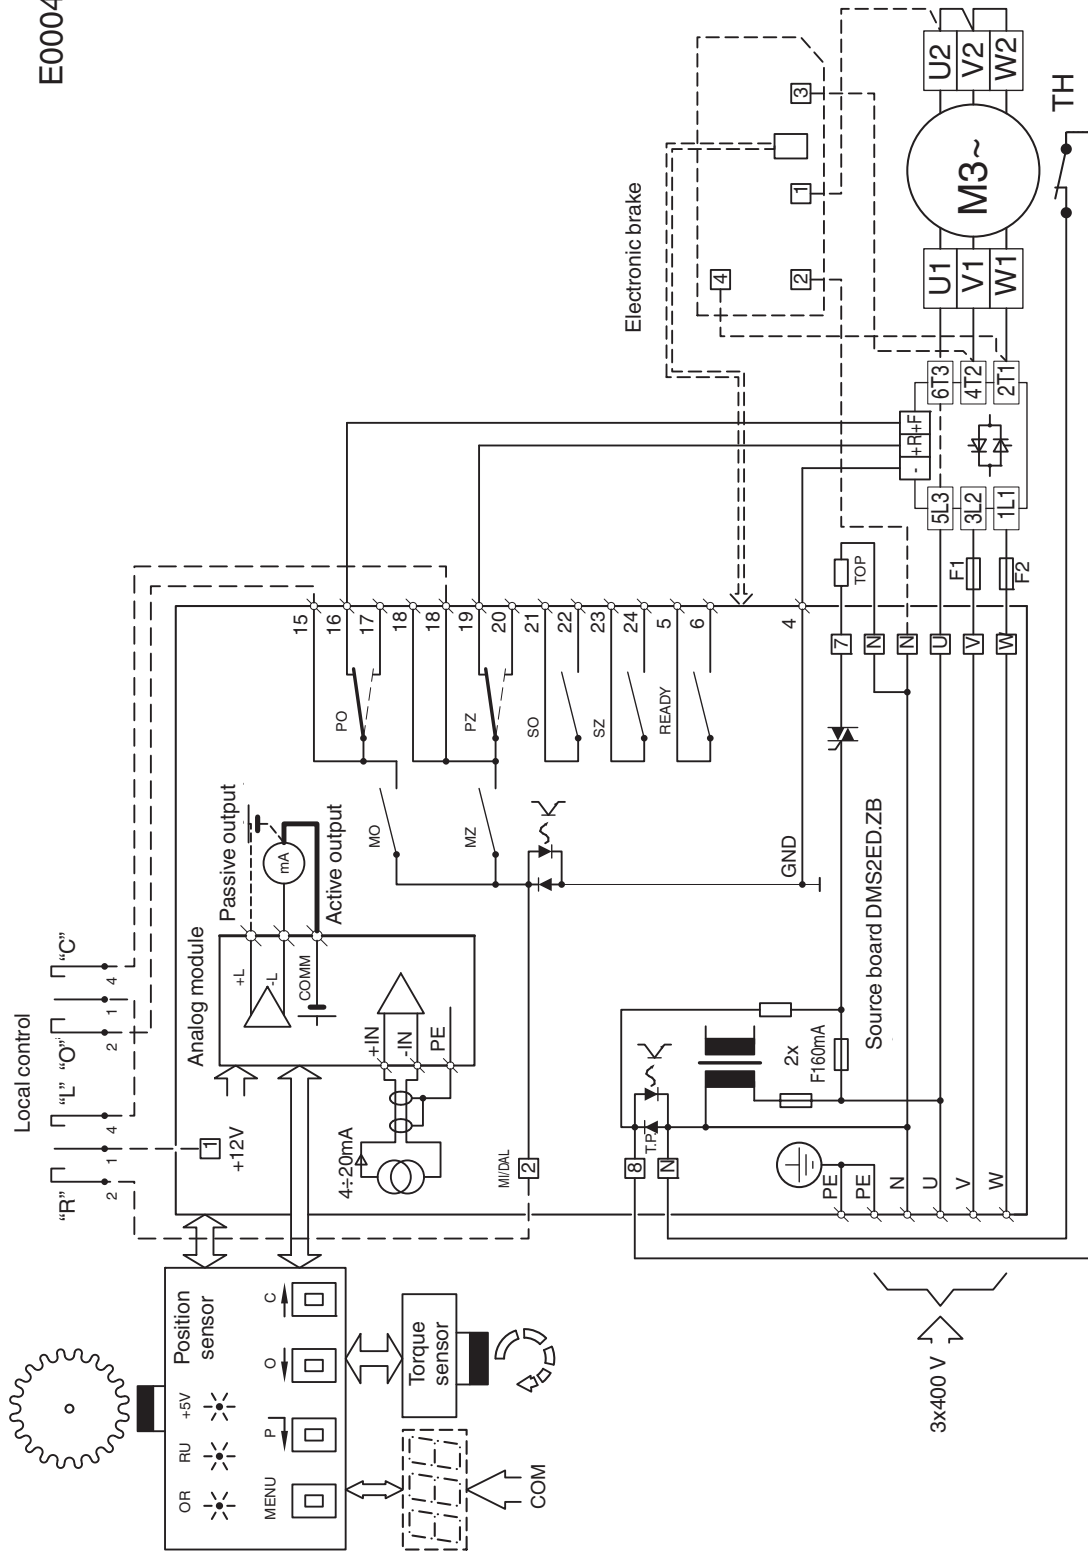 E0004
Local control
"R"
"L"
"O"
"C"
2
1
4
2
1
4
Position
sensor
OR
RU
+5V
MENU
P
O
C
Torque
sensor
COM
1
+12V
Analog module
Passive output
Active output
+L
-L
COMM
mA
+IN
-IN
PE
4÷20mA
MI/DAL
2
MO
MZ
PO
PZ
SO
SZ
READY
15
16
17
18
18
19
20
21
22
23
24
5
6
4
GND
Electronic brake
4
2
1
3
8
N
T.P.
2x
F160mA
Source board DMS2ED.ZB
7
N
N
U
V
W
TOP
F1
F2
PE
PE
N
U
V
W
3x400 V
-
+R
+F
5L3
3L2
1L1
6T3
4T2
2T1
U1
V1
W1
M3~
U2
V2
W2
TH